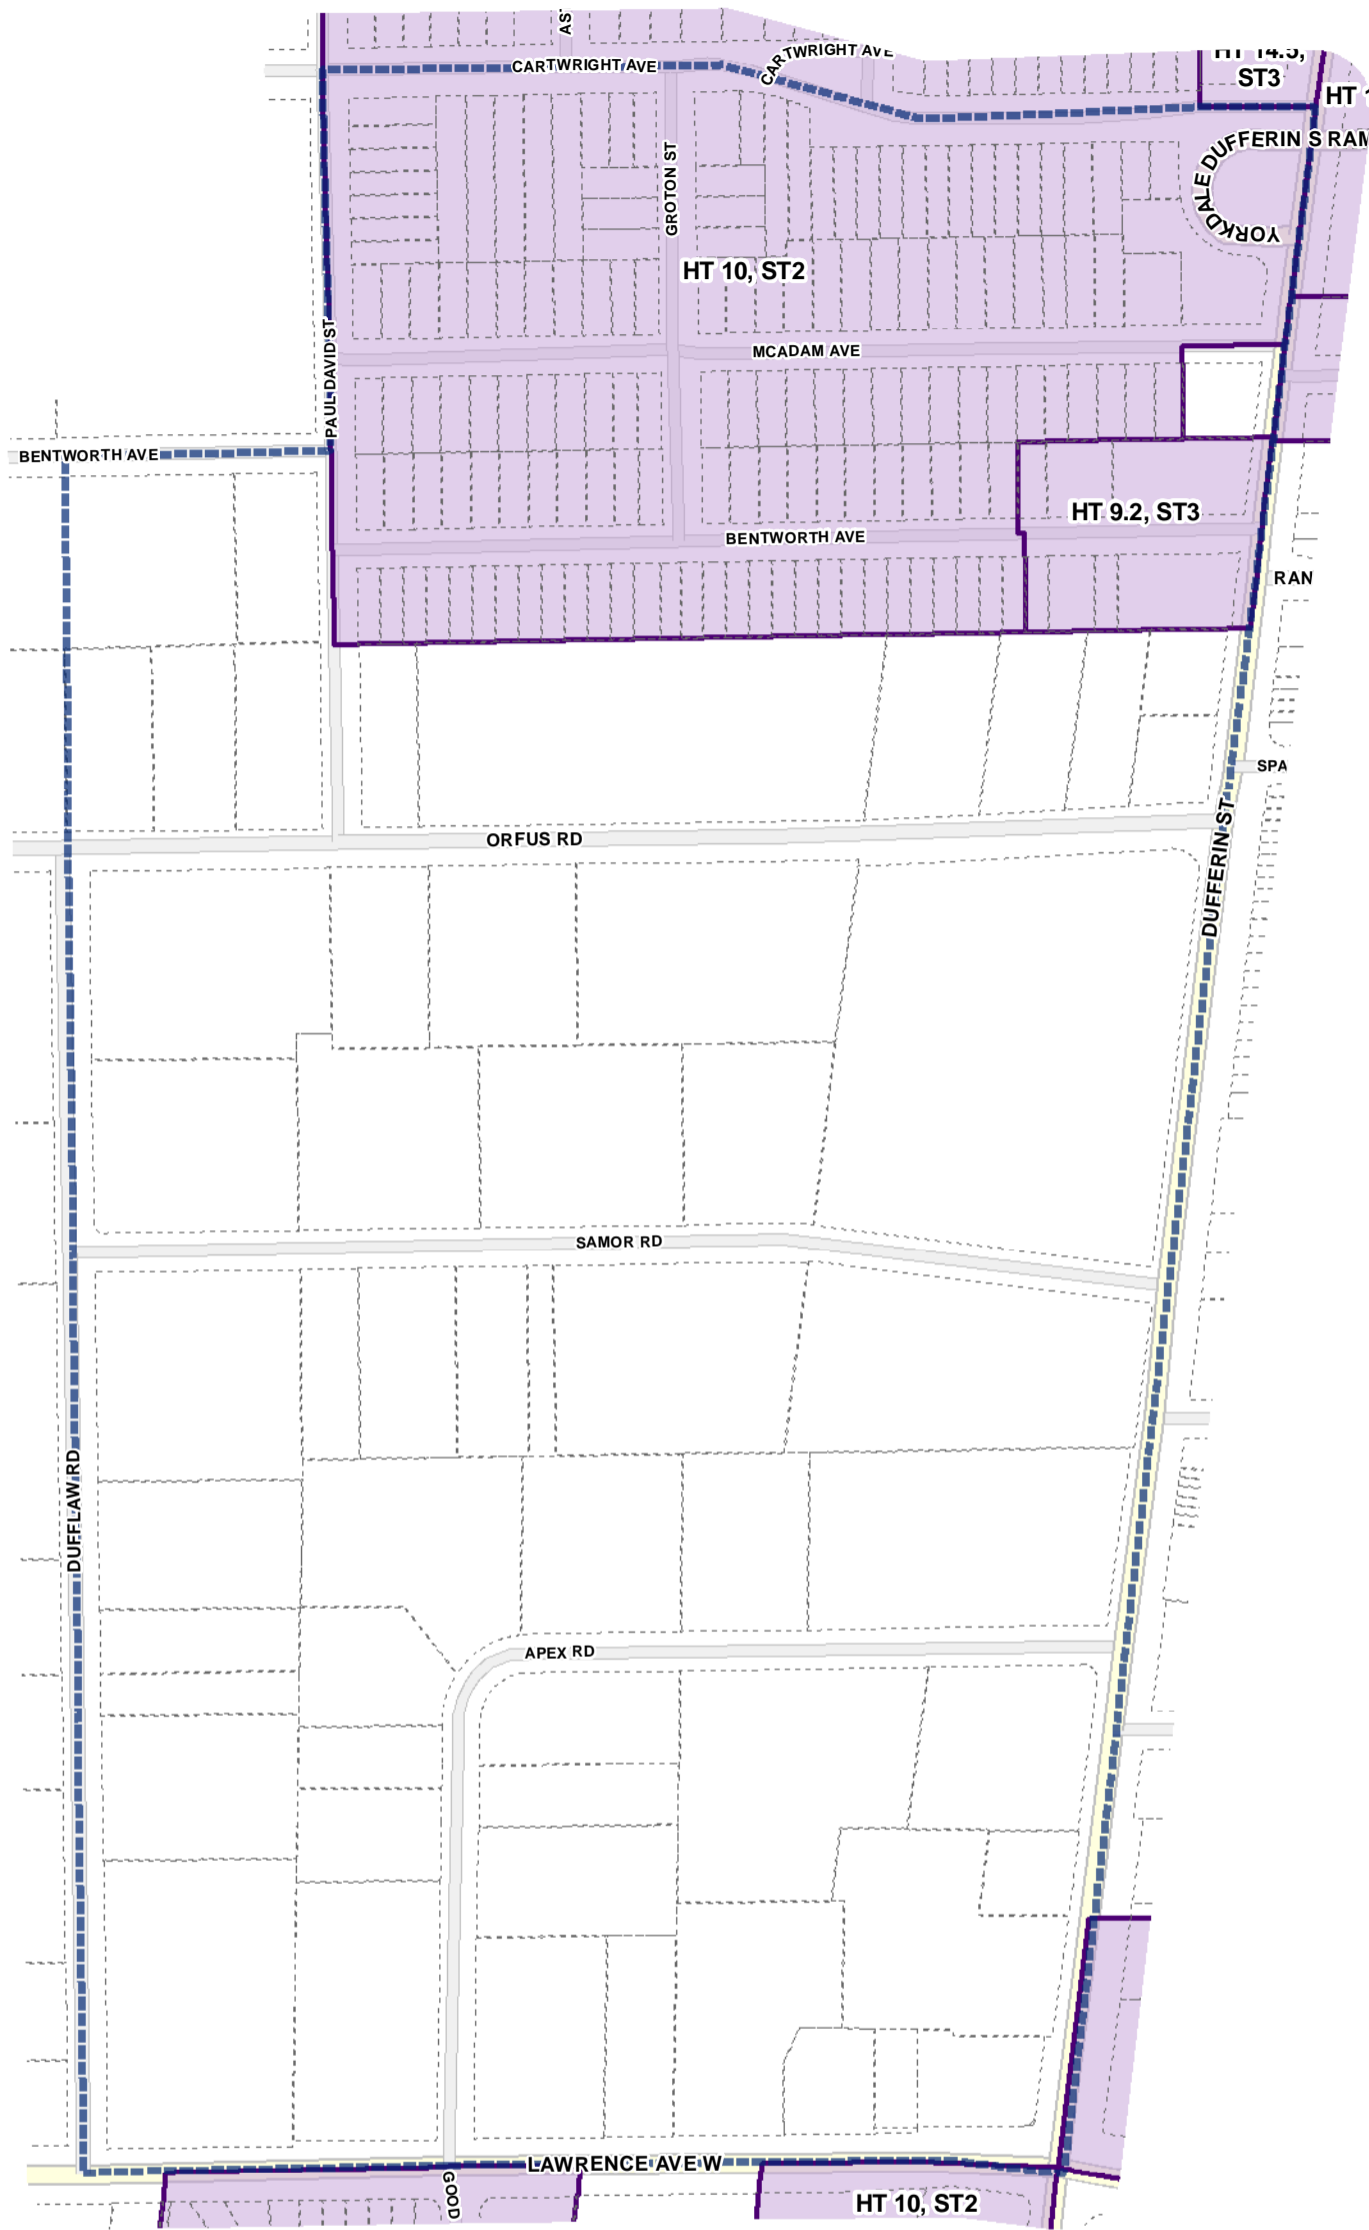 AS
CARTWRIGHT AVE
CARTWRIGHT AVE
HT 14.5,
ST3
HT 1
YORKDALE DUFFERIN S RAM
GROTON ST
HT 10, ST2
PAUL DAVID ST
MCADAM AVE
BENTWORTH AVE
HT 9.2, ST3
BENTWORTH AVE
RAN
SPA
ORFUS RD
DUFFERIN ST
SAMOR RD
DUFFLAW RD
APEX RD
LAWRENCE AVE W
GOOD
HT 10, ST2